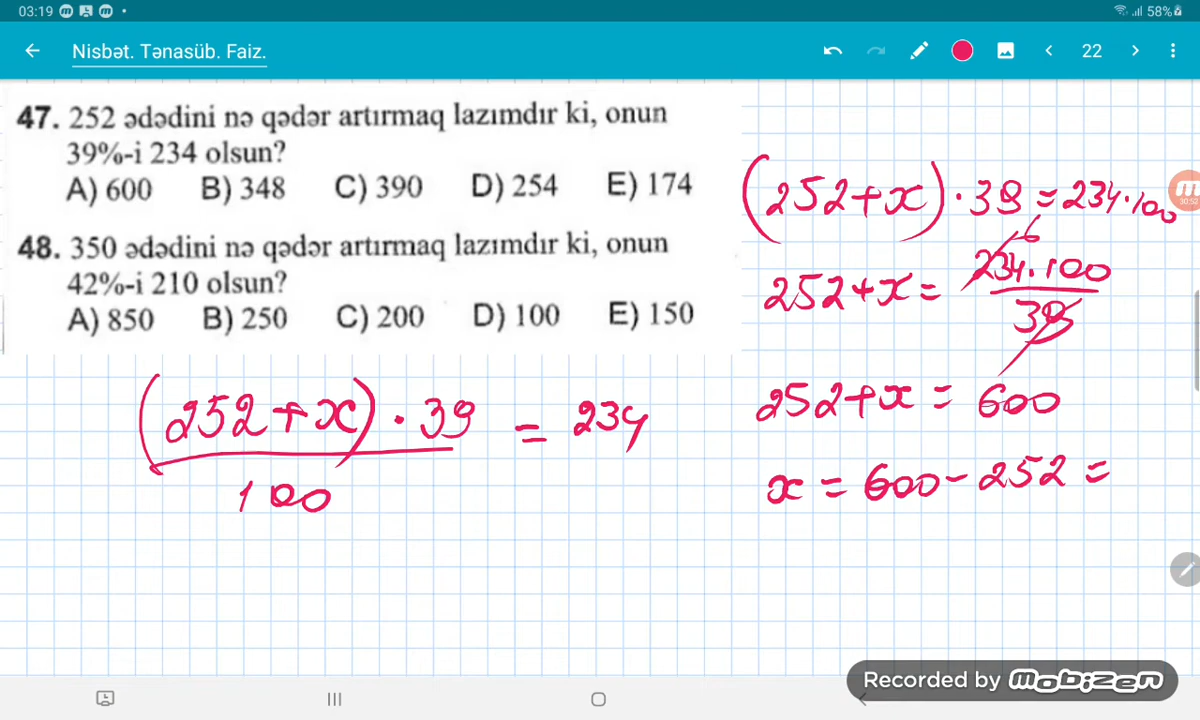 03:19 58%
Nisbət. Tənasüb. Faiz. 22
47. 252 ədədini nə qədər artırmaq lazımdır ki, onun
39%-i 234 olsun?
A) 600 B) 348 C) 390 D) 254 E) 174
48. 350 ədədini nə qədər artırmaq lazımdır ki, onun
42%-i 210 olsun?
A) 850 B) 250 C) 200 D) 100 E) 150
(252+x)·39 = 234
100
(252+x)·39 = 234·100
6
252+x = 234·100
39
252+x = 600
x = 600-252 =
m
30:52
Recorded by mobizen